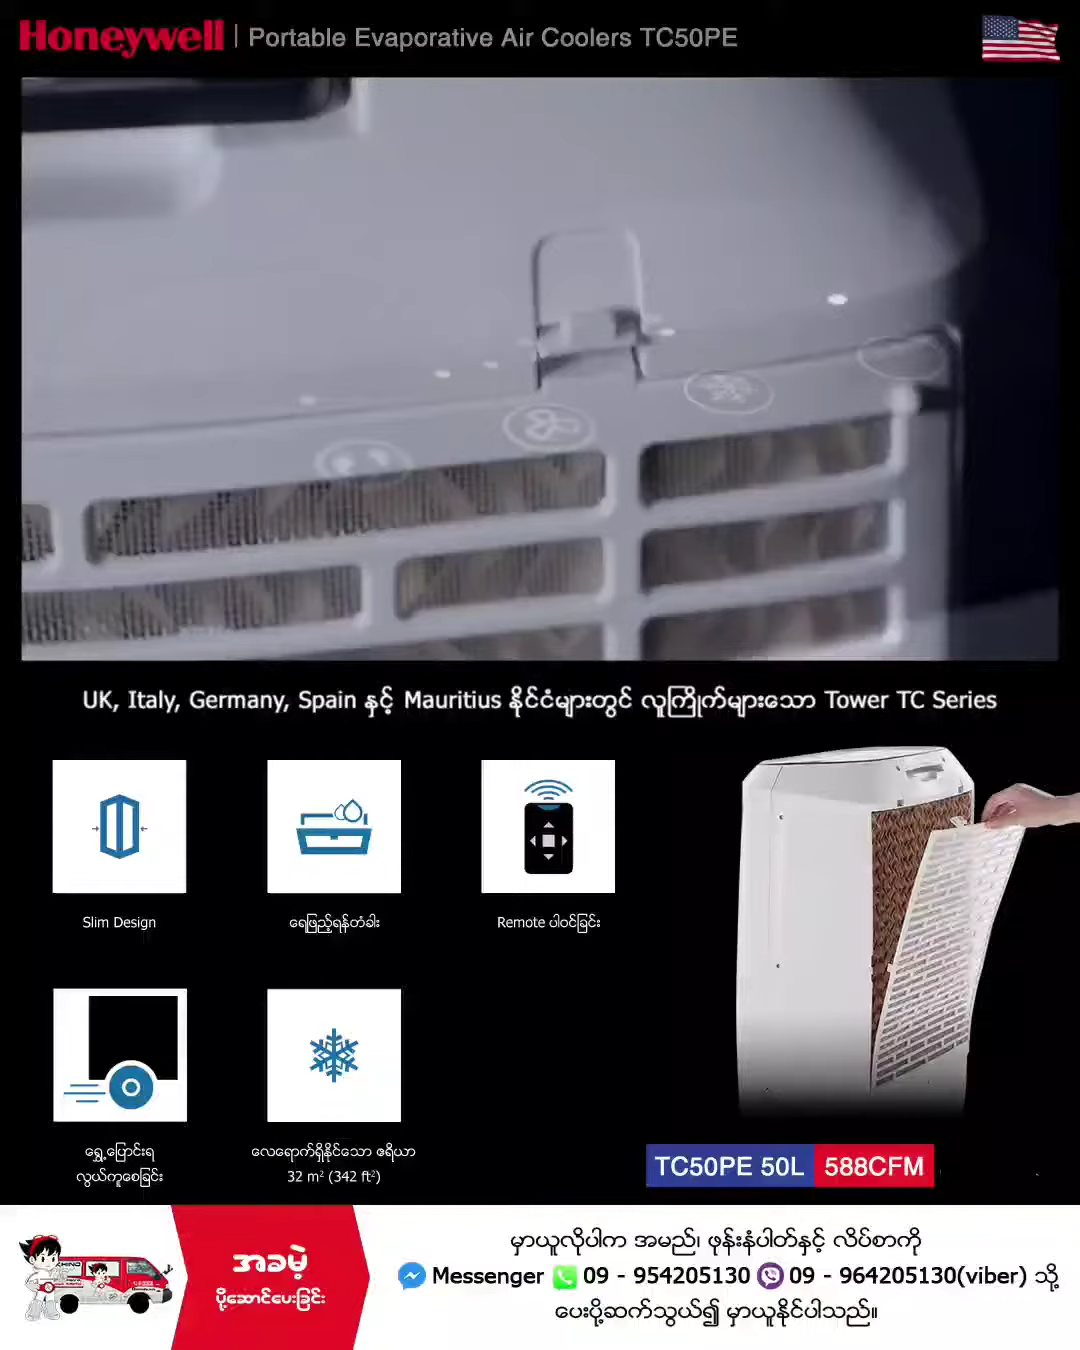 Honeywell | Portable Evaporative Air Coolers TC50PE
UK, Italy, Germany, Spain နှင့် Mauritius နိုင်ငံများတွင် လူကြိုက်များသော Tower TC Series
Slim Design
ရေဖြည့်ရန်တံခါး
Remote ပါဝင်ခြင်း
ရွှေ့ပြောင်းရ
လွယ်ကူစေခြင်း
လေရောက်ရှိနိုင်သော ဧရိယာ
32 m² (342 ft²)
TC50PE 50L 588CFM
အခမဲ့
ပို့ဆောင်ပေးခြင်း
မှာယူလိုပါက အမည်၊ ဖုန်းနံပါတ်နှင့် လိပ်စာကို
Messenger 09 - 954205130 09 - 964205130(viber) သို့
ပေးပို့ဆက်သွယ်၍ မှာယူနိုင်ပါသည်။